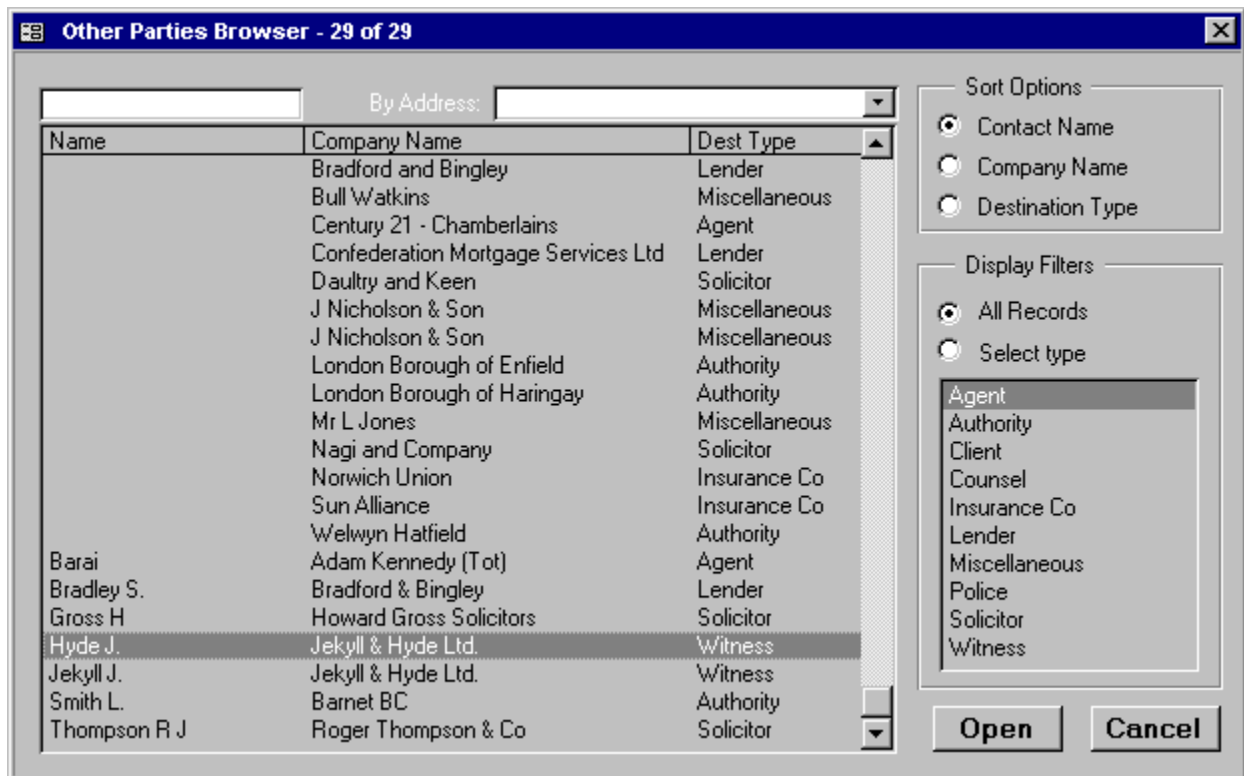 Other Parties Browser - 29 of 29
By Address:
Name Company Name Dest Type
Bradford and Bingley Lender
Bull Watkins Miscellaneous
Century 21 - Chamberlains Agent
Confederation Mortgage Services Ltd Lender
Daultry and Keen Solicitor
J Nicholson & Son Miscellaneous
J Nicholson & Son Miscellaneous
London Borough of Enfield Authority
London Borough of Haringay Authority
Mr L Jones Miscellaneous
Nagi and Company Solicitor
Norwich Union Insurance Co
Sun Alliance Insurance Co
Welwyn Hatfield Authority
Barai Adam Kennedy (Tot) Agent
Bradley S. Bradford & Bingley Lender
Gross H Howard Gross Solicitors Solicitor
Hyde J. Jekyll & Hyde Ltd. Witness
Jekyll J. Jekyll & Hyde Ltd. Witness
Smith L. Barnet BC Authority
Thompson R J Roger Thompson & Co Solicitor
Sort Options
Contact Name
Company Name
Destination Type
Display Filters
All Records
Select type
Agent
Authority
Client
Counsel
Insurance Co
Lender
Miscellaneous
Police
Solicitor
Witness
Open Cancel